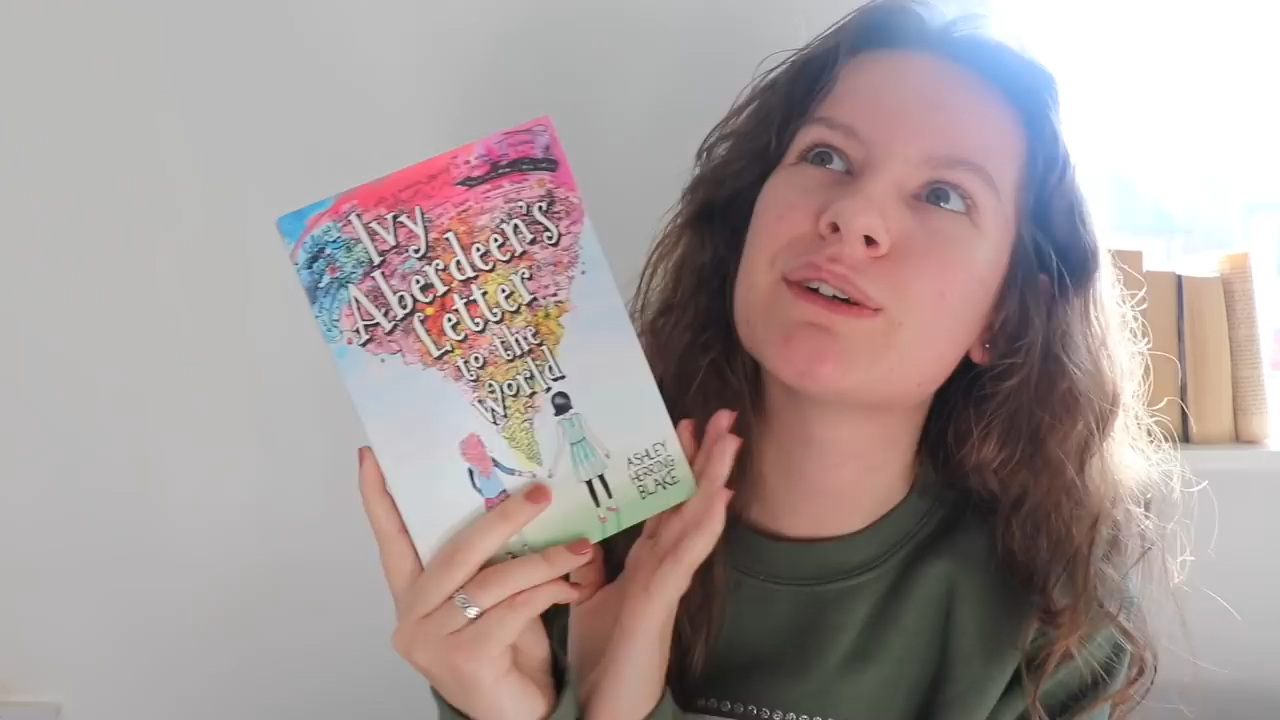 Ivy
Aberdeen's
Letter
to the
World
ASHLEY
HERRING
BLAKE